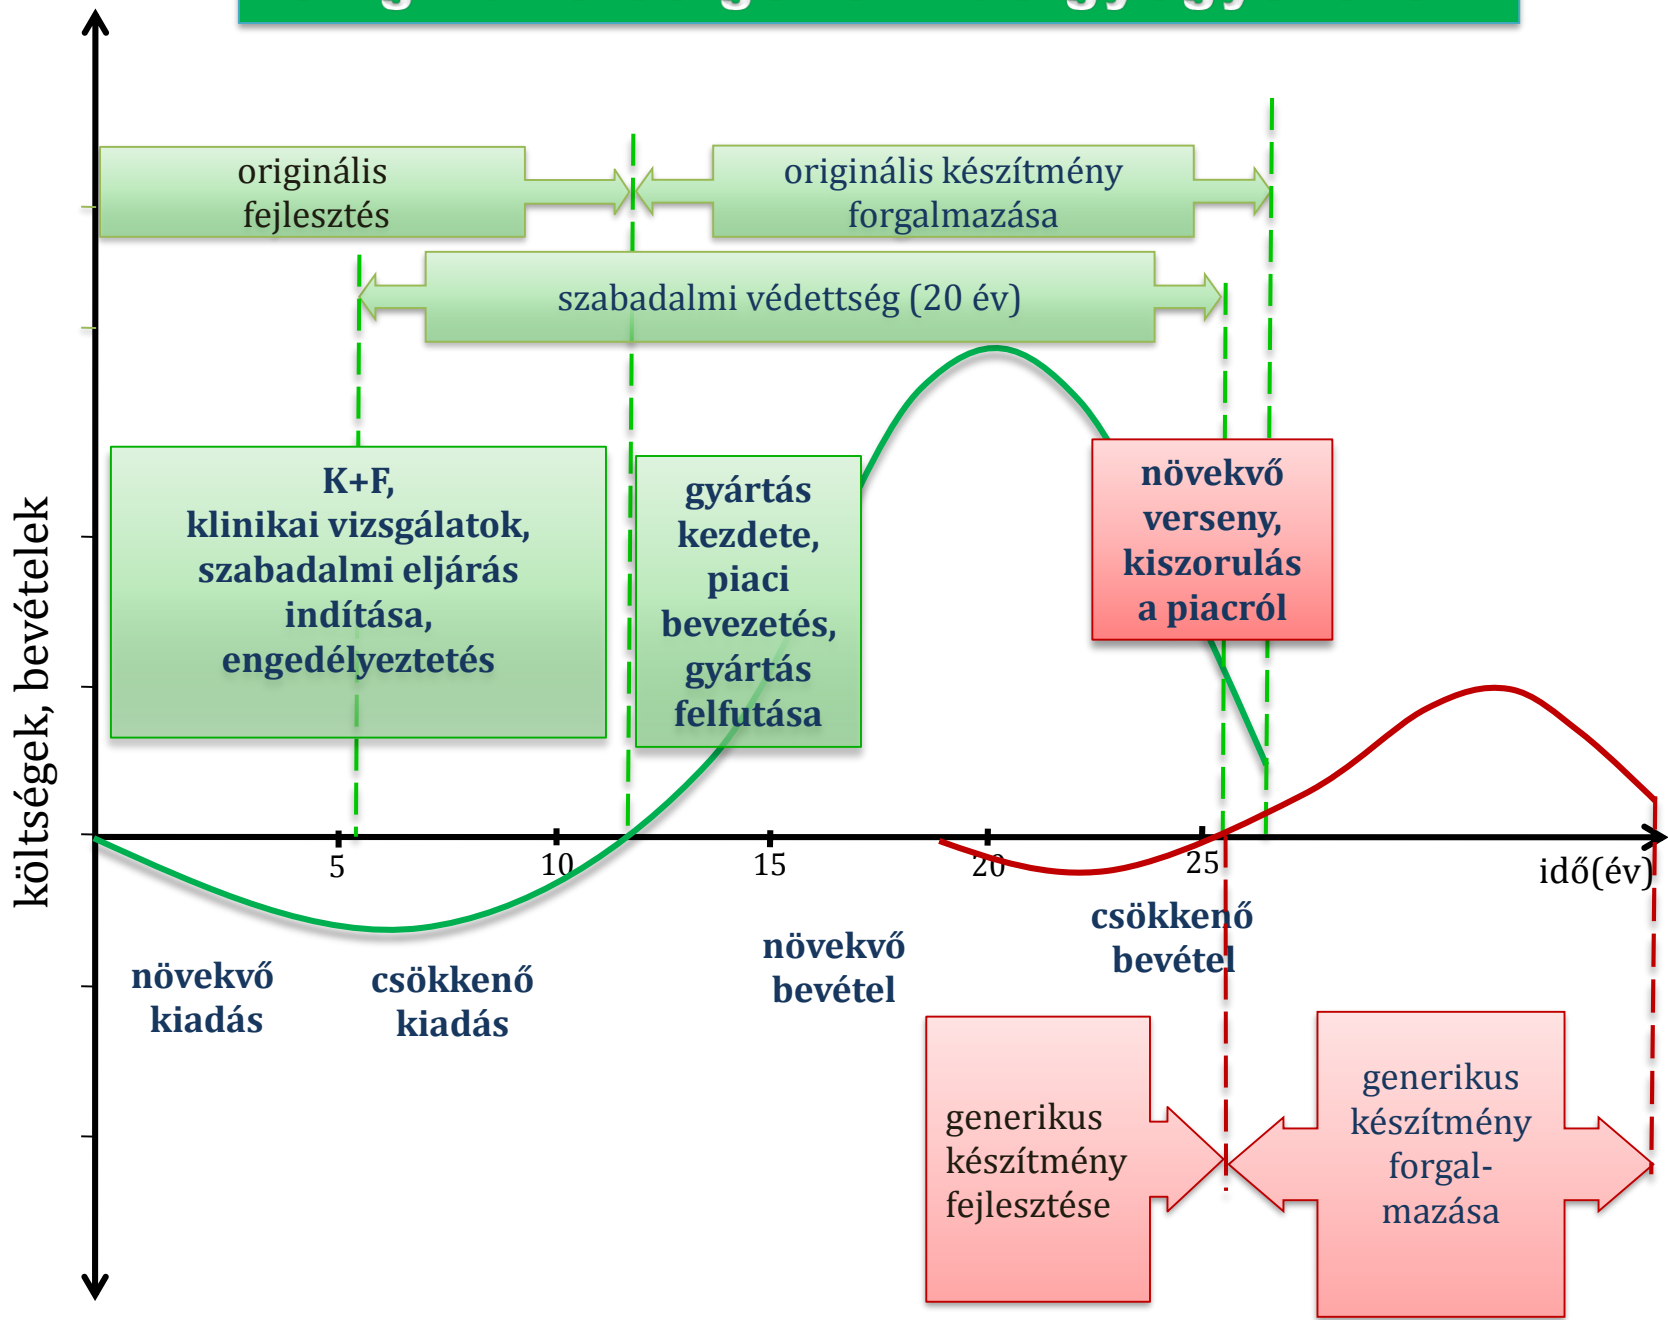 originális
fejlesztés
originális készítmény
forgalmazása
szabadalmi védettség (20 év)
K+F,
klinikai vizsgálatok,
szabadalmi eljárás
indítása,
engedélyeztetés
gyártás
kezdete,
piaci
bevezetés,
gyártás
felfutása
növekvő
verseny,
kiszorulás
a piacról
költségek, bevételek
5
10
15
20
25
idő(év)
növekvő
kiadás
csökkenő
kiadás
növekvő
bevétel
csökkenő
bevétel
generikus
készítmény
fejlesztése
generikus
készítmény
forgal-
mazása